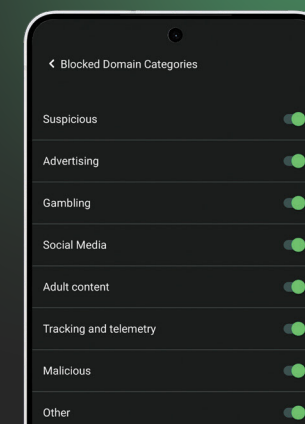 Blocked Domain Categories
Suspicious
Advertising
Gambling
Social Media
Adult content
Tracking and telemetry
Malicious
Other